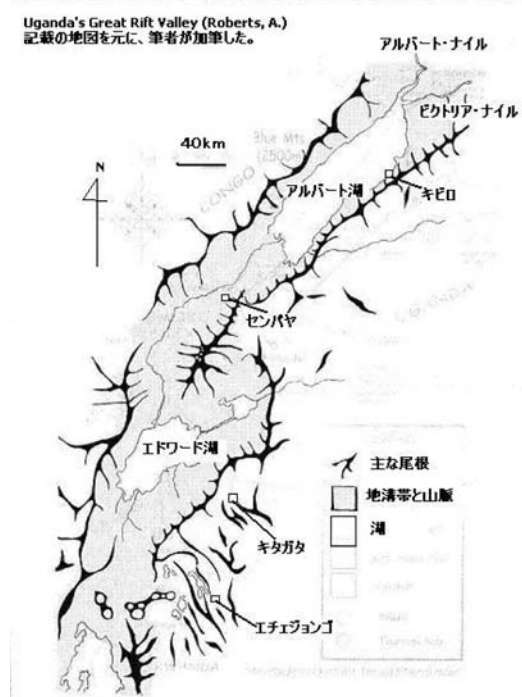 Uganda's Great Rift Valley (Roberts, A.)
記載の地図を元に、筆者が加筆した。
アルバート・ナイル
ビクトリア・ナイル
40km
Blue Mts
(2500m)
N
CONGO
アルバート湖
キビロ
センパヤ
エドワード湖
主な尾根
地溝帯と山脈
湖
キタガタ
エチェジョンゴ